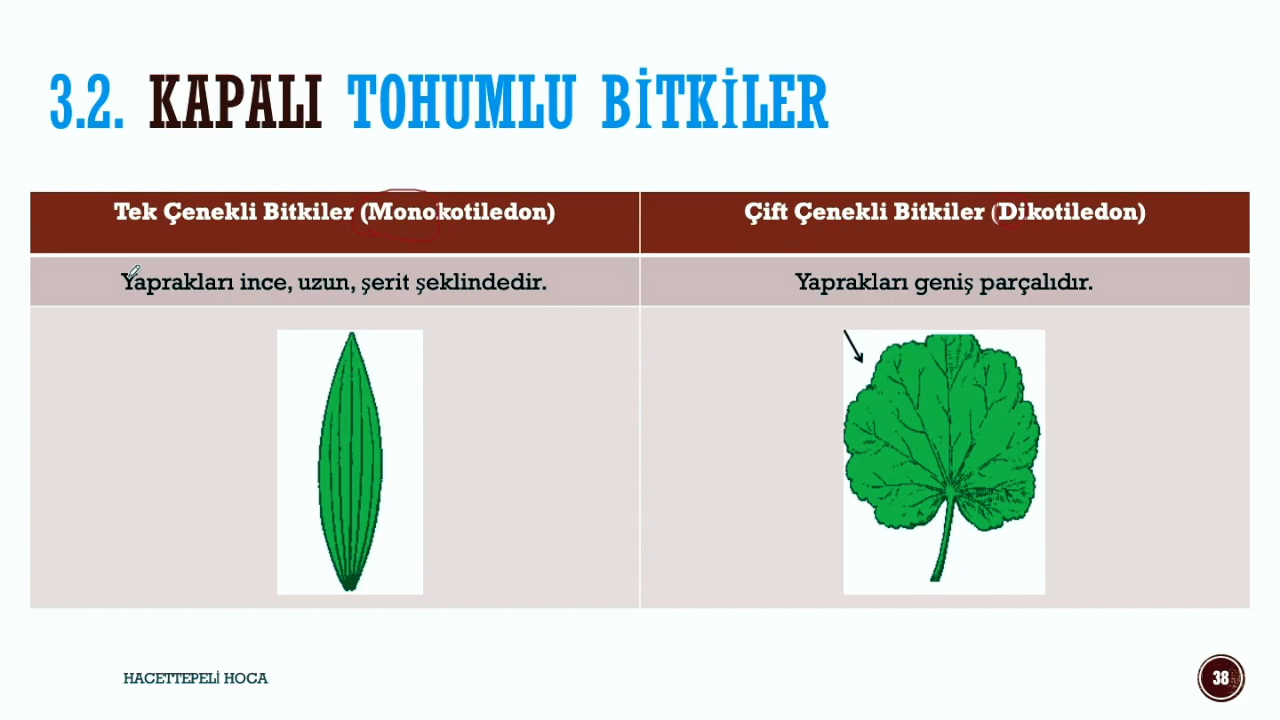 3.2. KAPALI TOHUMLU BİTKİLER
Tek Çenekli Bitkiler (Monokotiledon)
Çift Çenekli Bitkiler (Dikotiledon)
Yaprakları ince, uzun, şerit şeklindedir.
Yaprakları geniş parçalıdır.
HACETTEPELİ HOCA
38